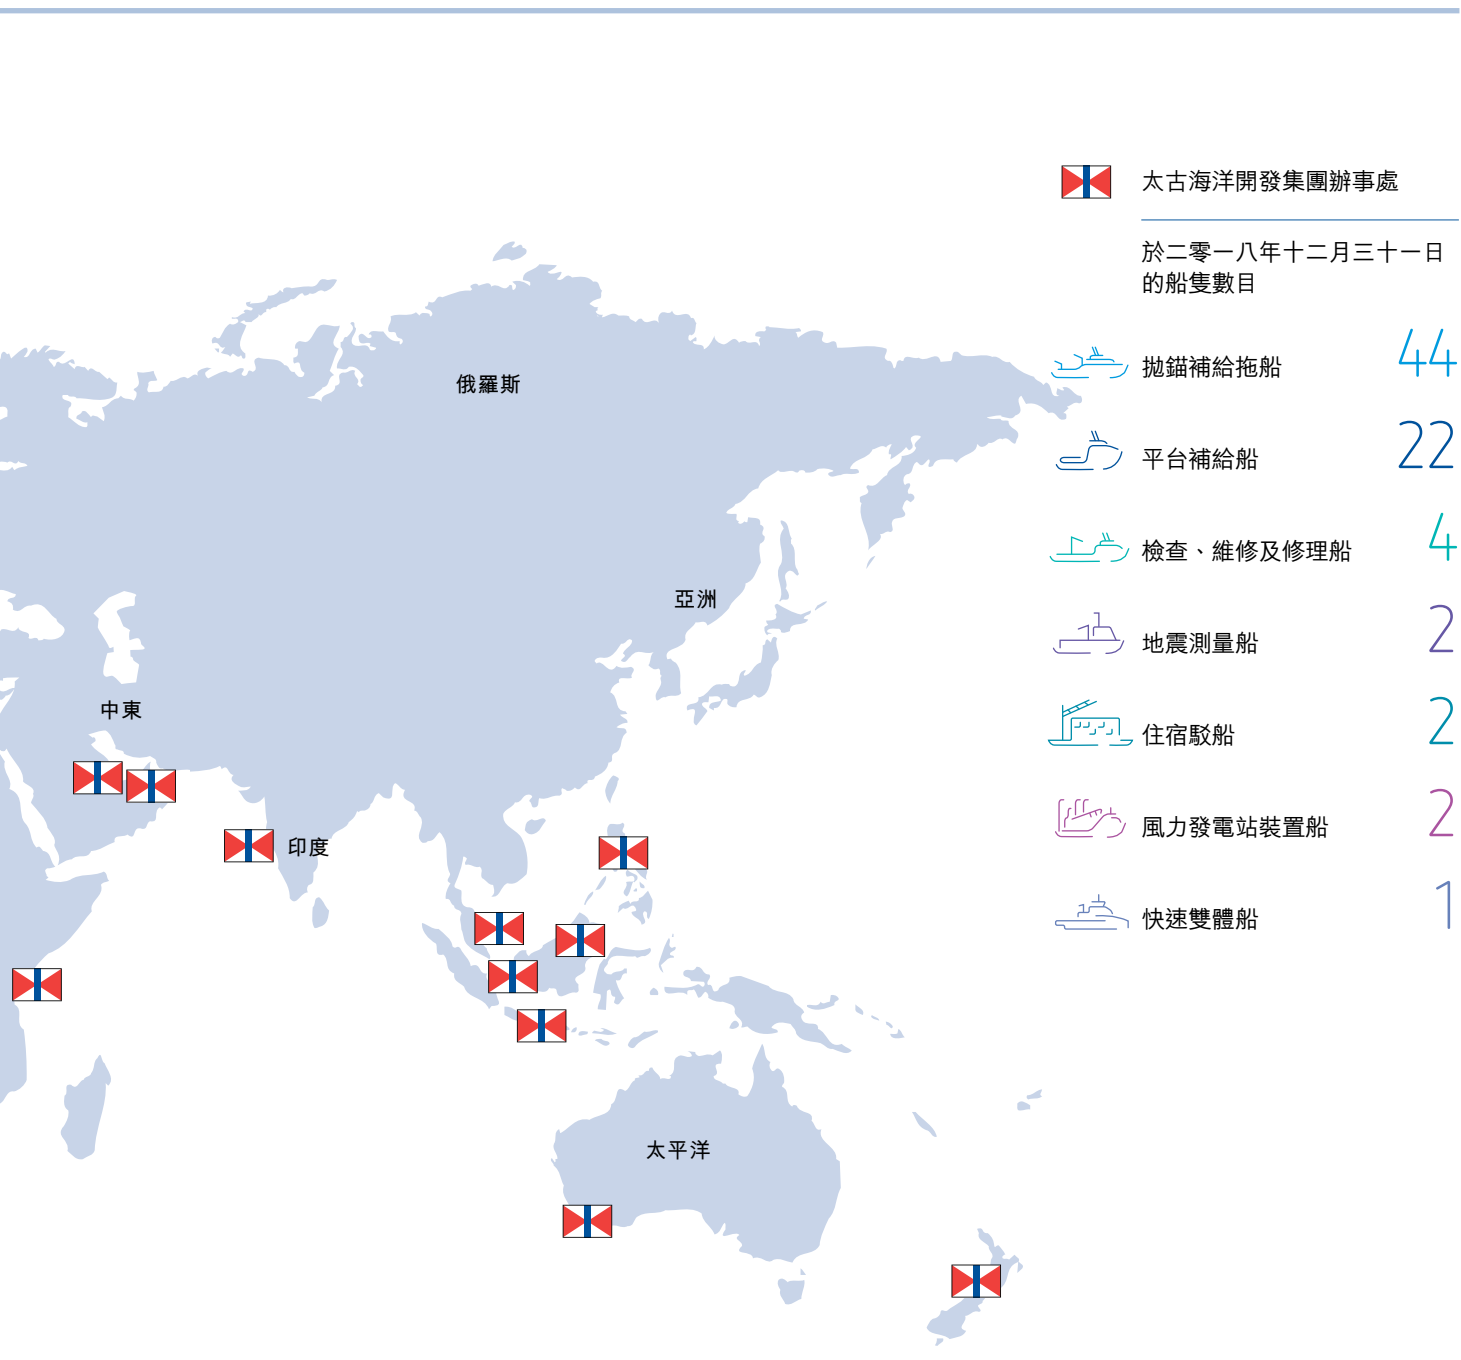 太古海洋開發集團辦事處
於二零一八年十二月三十一日
的船隻數目
拋錨補給拖船 44
平台補給船 22
檢查、維修及修理船 4
地震測量船 2
住宿駁船 2
風力發電站裝置船 2
快速雙體船 1
俄羅斯
亞洲
中東
印度
太平洋